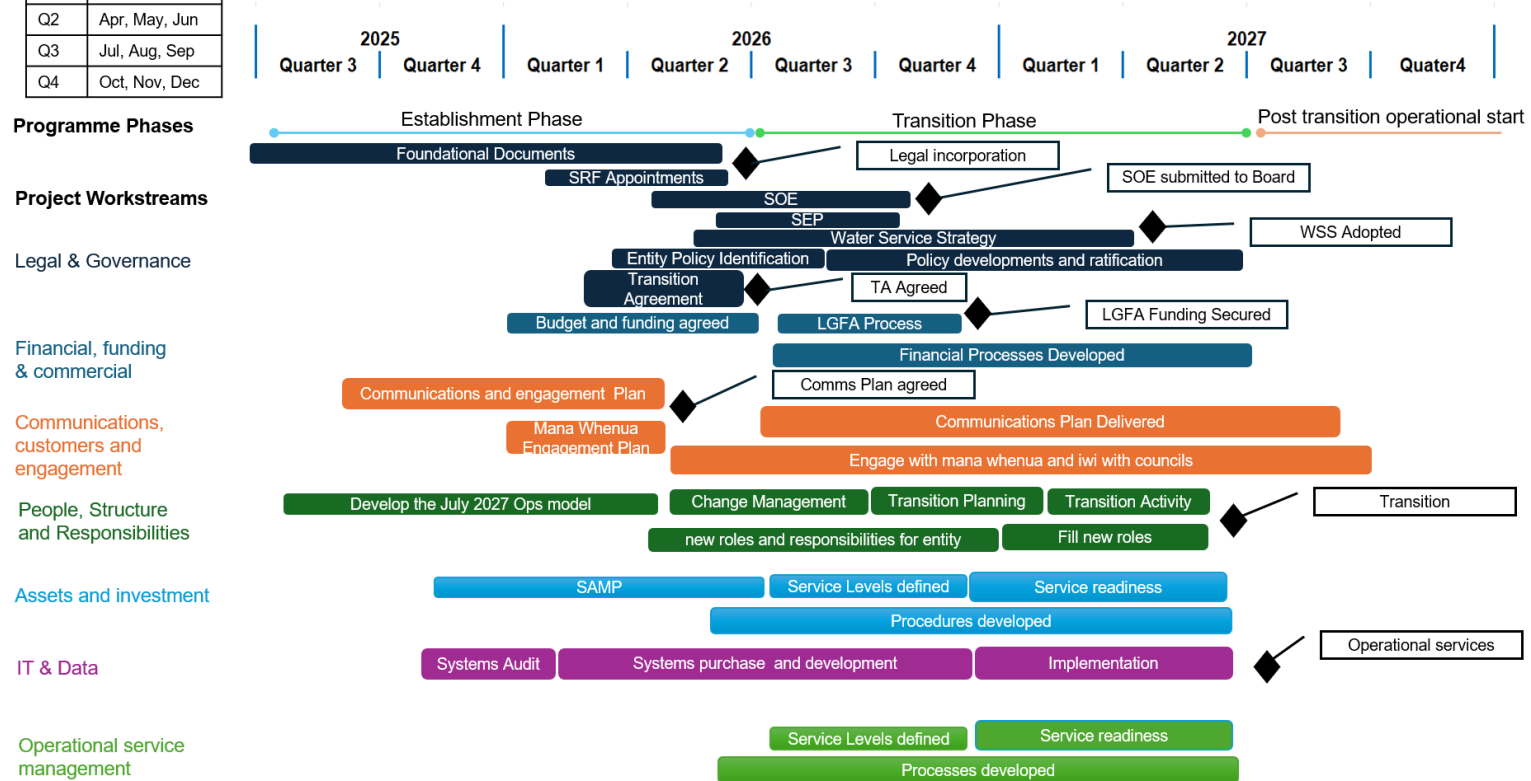 Q2 Apr, May, Jun
Q3 Jul, Aug, Sep
Q4 Oct, Nov, Dec
2025 2026 2027
Quarter 3 Quarter 4 Quarter 1 Quarter 2 Quarter 3 Quarter 4 Quarter 1 Quarter 2 Quarter 3 Quater4
Programme Phases
Establishment Phase
Transition Phase
Post transition operational start
Foundational Documents
Legal incorporation
SRF Appointments
SOE submitted to Board
Project Workstreams
SOE
SEP
Water Service Strategy
WSS Adopted
Legal & Governance
Entity Policy Identification
Policy developments and ratification
Transition
Agreement
TA Agreed
Budget and funding agreed
LGFA Process
LGFA Funding Secured
Financial, funding
& commercial
Financial Processes Developed
Comms Plan agreed
Communications and engagement Plan
Communications,
customers and
engagement
Mana Whenua
Engagement Plan
Communications Plan Delivered
Engage with mana whenua and iwi with councils
People, Structure
and Responsibilities
Develop the July 2027 Ops model
Change Management
Transition Planning
Transition Activity
Transition
new roles and responsibilities for entity
Fill new roles
Assets and investment
SAMP
Service Levels defined
Service readiness
Procedures developed
IT & Data
Systems Audit
Systems purchase and development
Implementation
Operational services
Operational service
management
Service Levels defined
Service readiness
Processes developed